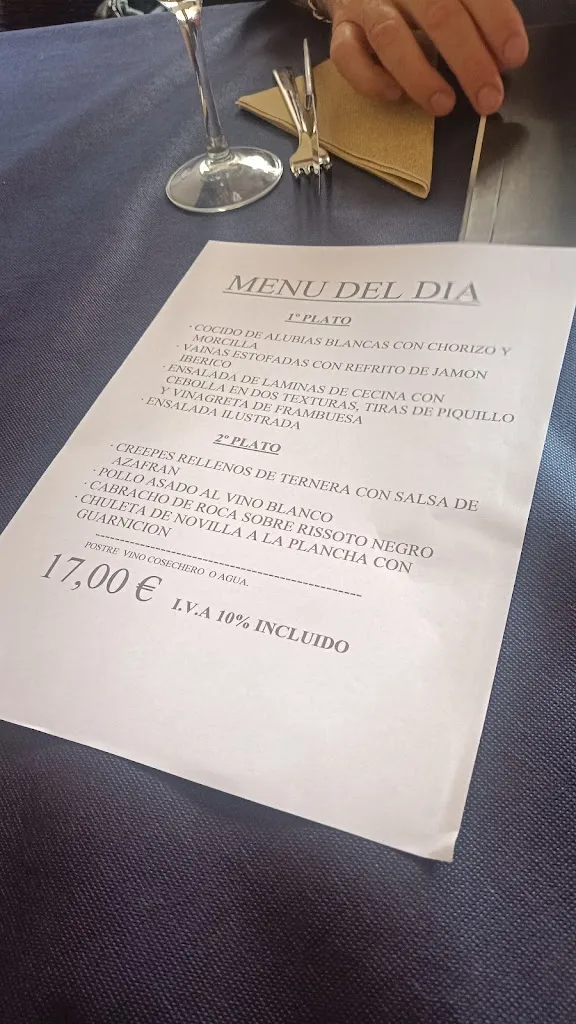 MENU DEL DIA
1º PLATO
· COCIDO DE ALUBIAS BLANCAS CON CHORIZO Y
MORCILLA
· VAINAS ESTOFADAS CON REFRITO DE JAMON
IBERICO
· ENSALADA DE LAMINAS DE CECINA CON
CEBOLLA EN DOS TEXTURAS, TIRAS DE PIQUILLO
Y VINAGRETA DE FRAMBUESA
· ENSALADA ILUSTRADA
2º PLATO
· CREEPES RELLENOS DE TERNERA CON SALSA DE
AZAFRAN
· POLLO ASADO AL VINO BLANCO
· CABRACHO DE ROCA SOBRE RISSOTO NEGRO
· CHULETA DE NOVILLA A LA PLANCHA CON
GUARNICION
POSTRE VINO COSECHERO O AGUA.
17,00 € I.V.A 10% INCLUIDO